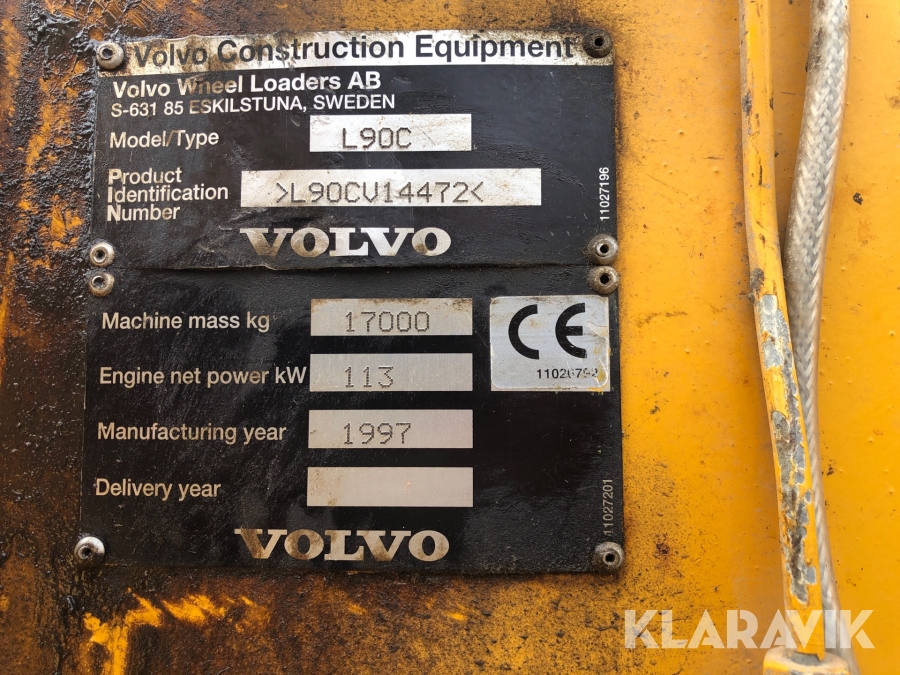 Volvo Construction Equipment
Volvo Wheel Loaders AB
S-631 85 ESKILSTUNA, SWEDEN
Model/Type L90C
Product
Identification >L90CV14472<
Number
11027196
VOLVO
Machine mass kg 17000
CE
Engine net power kW 113
Manufacturing year 1997
Delivery year
11027201
VOLVO
KLARAVIK